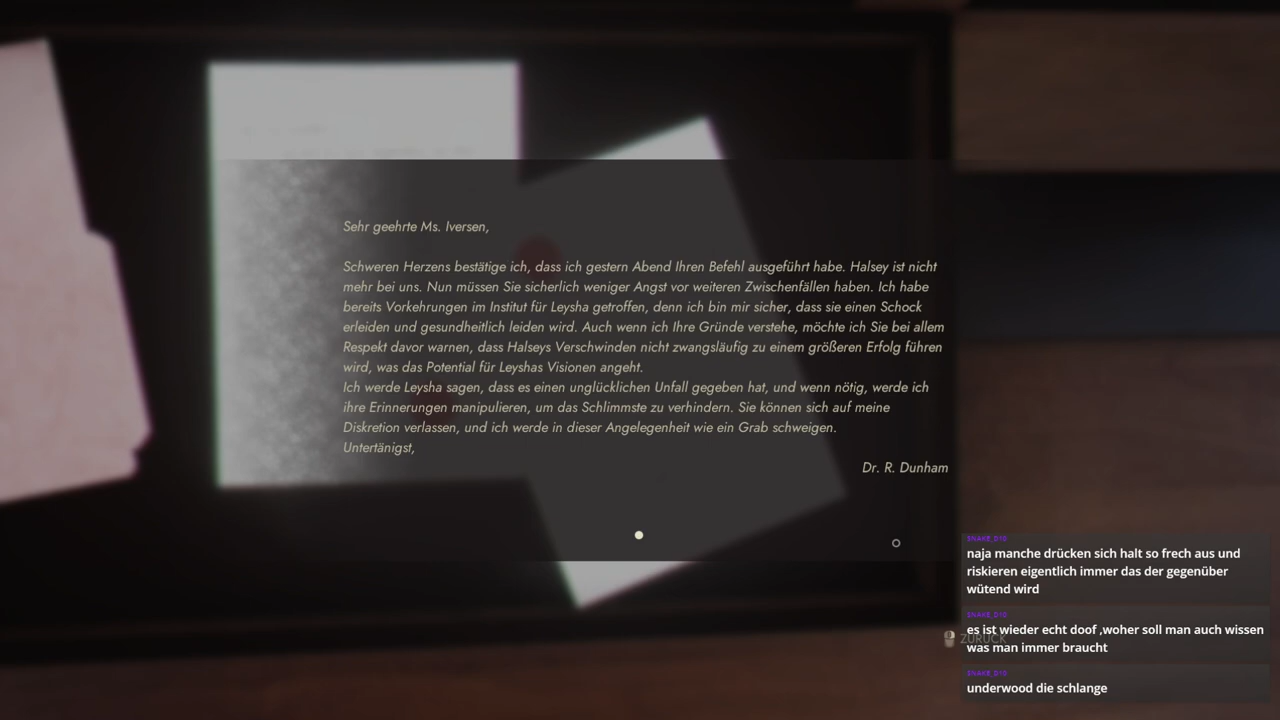 Sehr geehrte Ms. Iversen,
Schweren Herzens bestätige ich, dass ich gestern Abend Ihren Befehl ausgeführt habe. Halsey ist nicht
mehr bei uns. Nun müssen Sie sicherlich weniger Angst vor weiteren Zwischenfällen haben. Ich habe
bereits Vorkehrungen im Institut für Leysha getroffen, denn ich bin mir sicher, dass sie einen Schock
erleiden und gesundheitlich leiden wird. Auch wenn ich Ihre Gründe verstehe, möchte ich Sie bei allem
Respekt davor warnen, dass Halseys Verschwinden nicht zwangsläufig zu einem größeren Erfolg führen
wird, was das Potential für Leyshas Visionen angeht.
Ich werde Leysha sagen, dass es einen unglücklichen Unfall gegeben hat, und wenn nötig, werde ich
ihre Erinnerungen manipulieren, um das Schlimmste zu verhindern. Sie können sich auf meine
Diskretion verlassen, und ich werde in dieser Angelegenheit wie ein Grab schweigen.
Untertänigst,
Dr. R. Dunham
SNAKE_D10
naja manche drücken sich halt so frech aus und
riskieren eigentlich immer das der gegenüber
wütend wird
SNAKE_D10
es ist wieder echt doof ,woher soll man auch wissen
was man immer braucht
ZURÜCK
SNAKE_D10
underwood die schlange